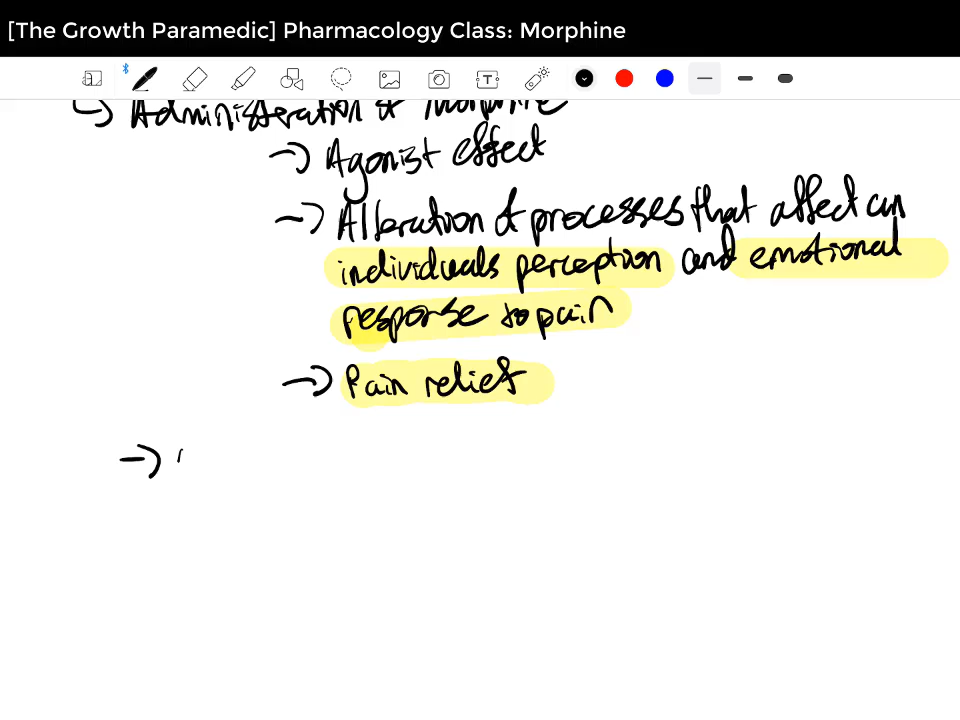 [The Growth Paramedic] Pharmacology Class: Morphine
↳ Administration of morphine
→ Agonist effect
→ Alteration of processes that affect an
individuals perception and emotional
response to pain
→ Pain relief
→